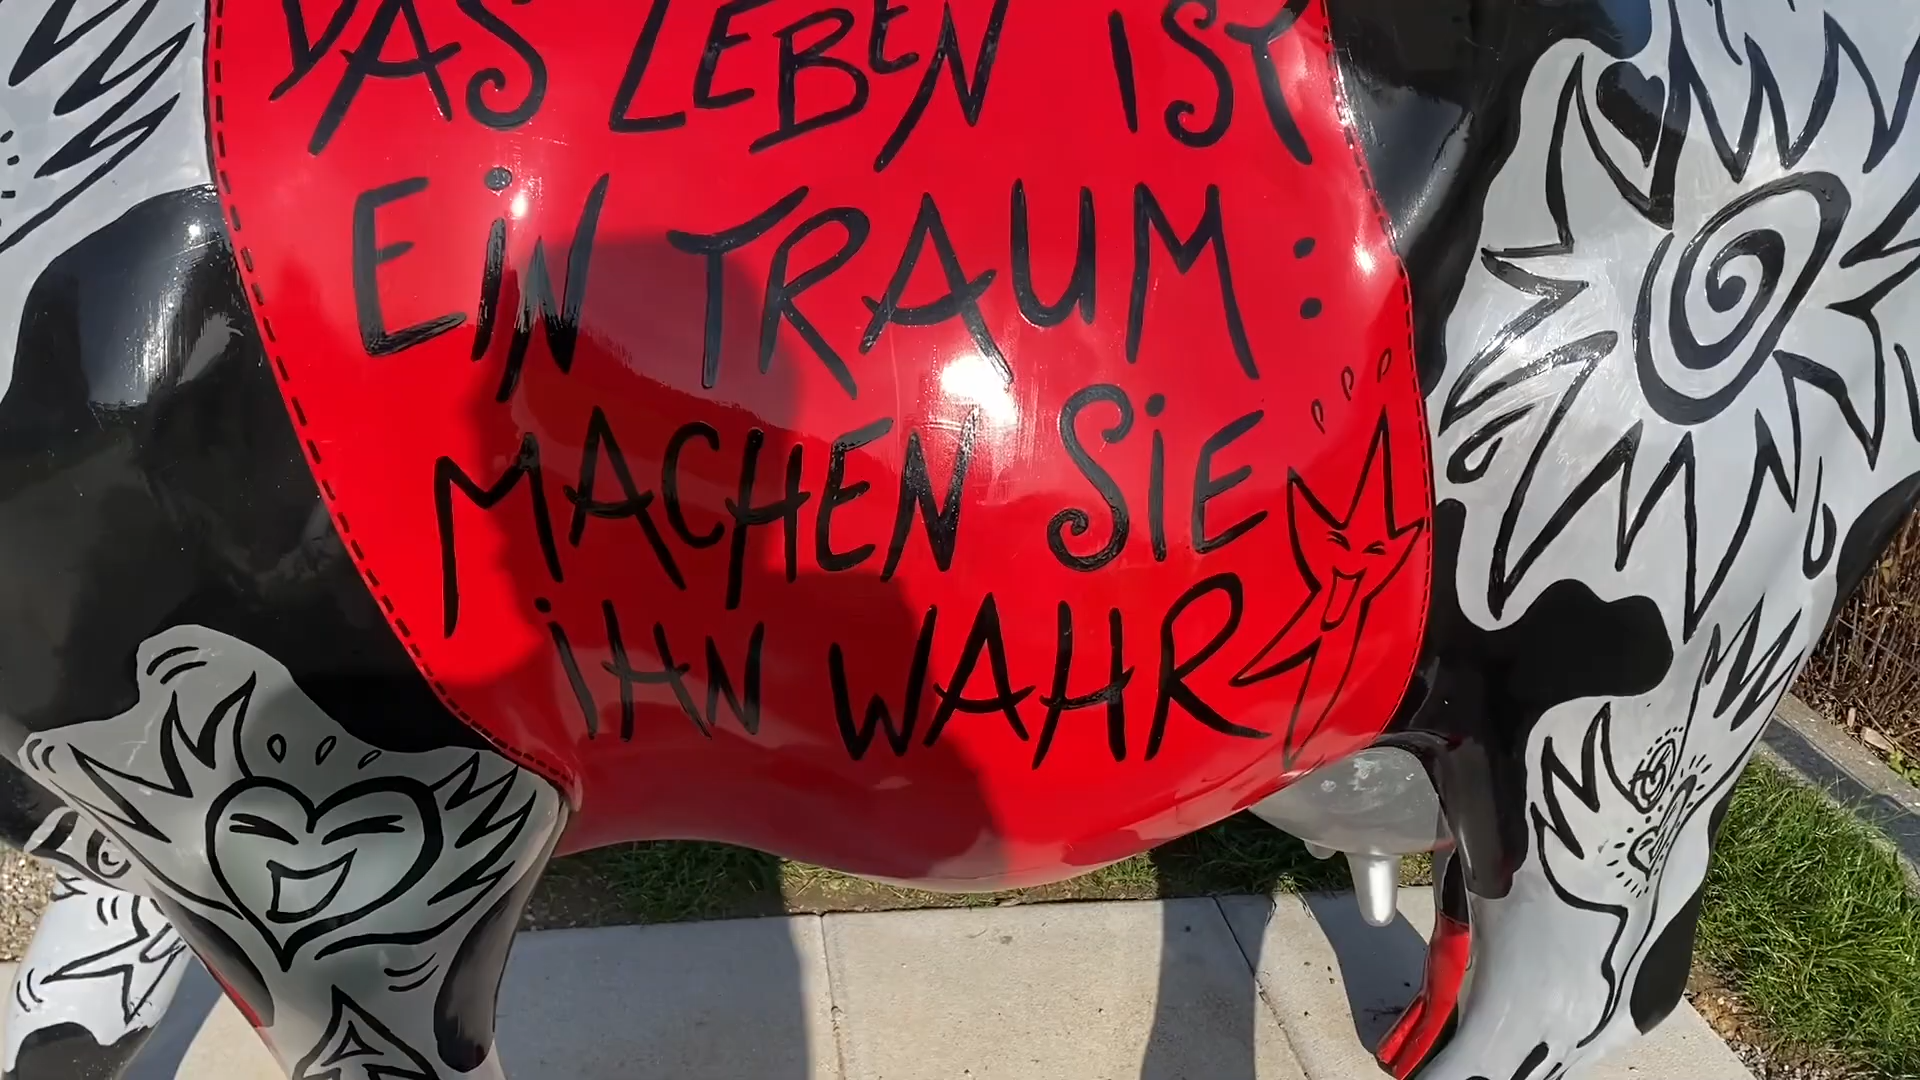 DAS LEBEN IST
EiN TRAUM :
MACHEN SiE
iHN WAHR